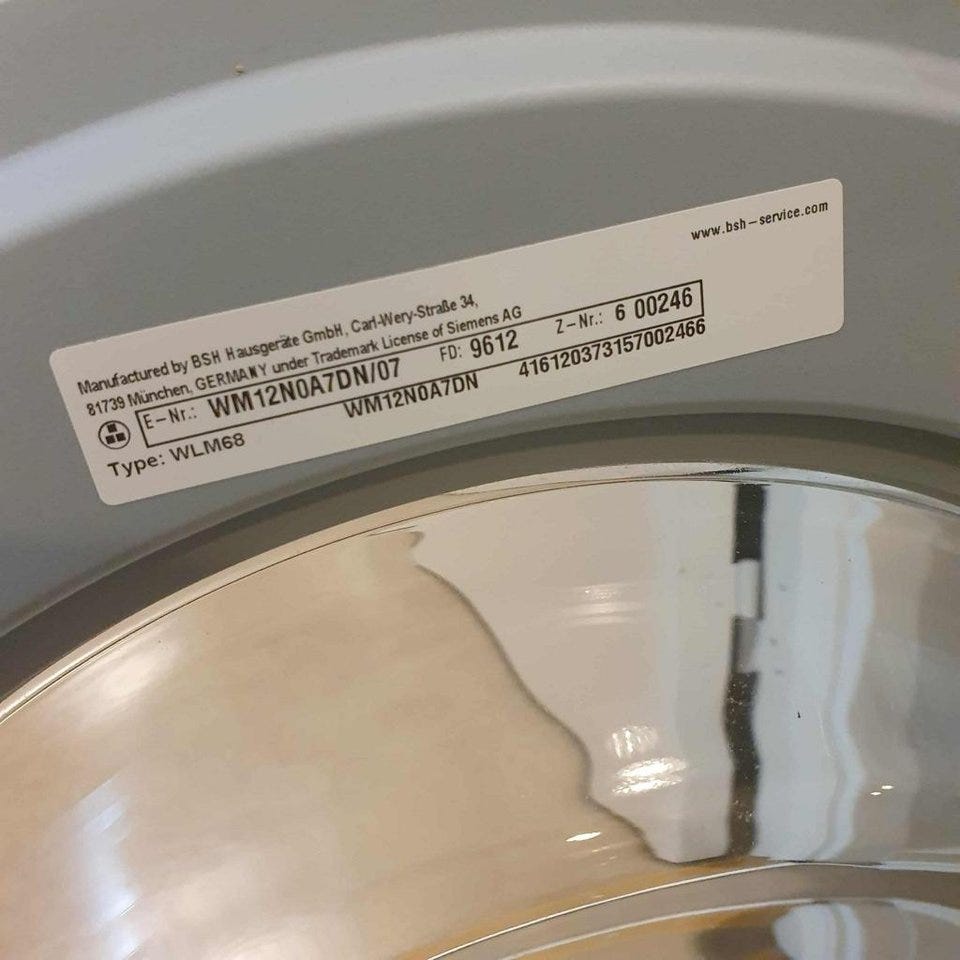 www.bsh-service.com
Manufactured by BSH Hausgeräte GmbH, Carl-Wery-Straße 34,
81739 München, GERMANY under Trademark License of Siemens AG
E-Nr.: WM12N0A7DN/07 FD: 9612 Z-Nr.: 6 00246
Type: WLM68 WM12N0A7DN 416120373157002466